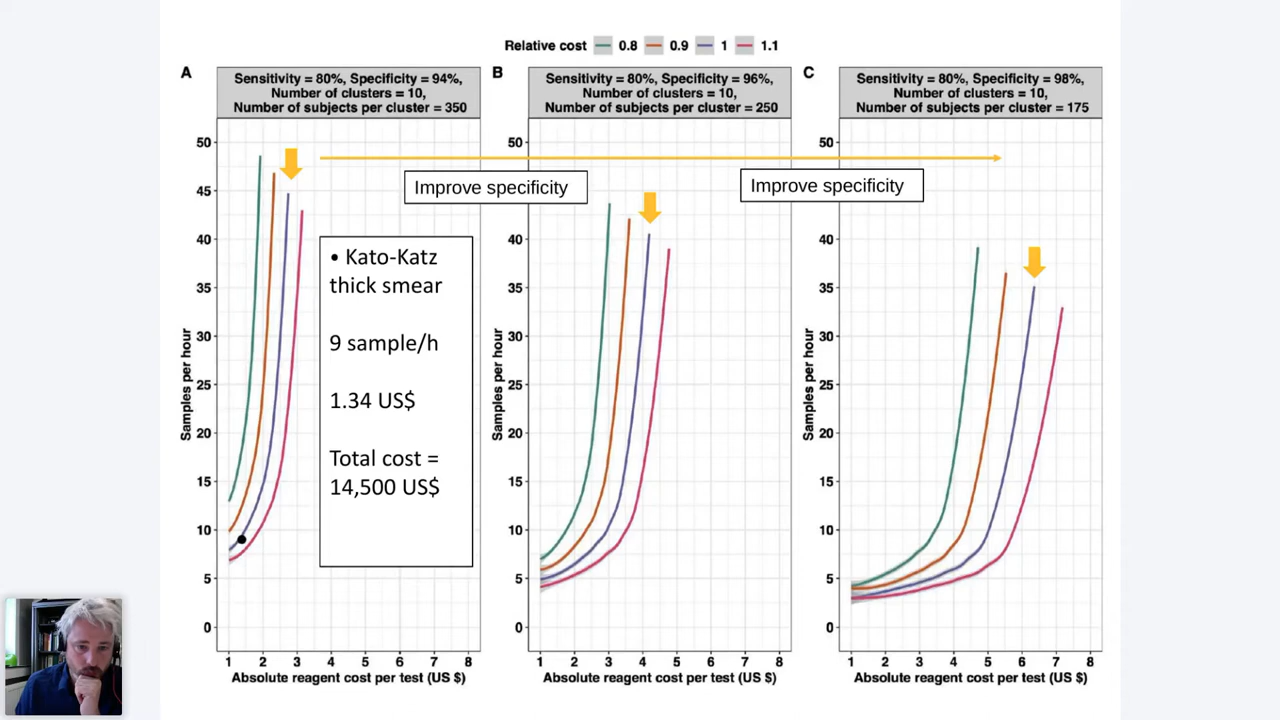 Relative cost 0.8 0.9 1 1.1
A
Sensitivity = 80%, Specificity = 94%,
Number of clusters = 10,
Number of subjects per cluster = 350
B
Sensitivity = 80%, Specificity = 96%,
Number of clusters = 10,
Number of subjects per cluster = 250
C
Sensitivity = 80%, Specificity = 98%,
Number of clusters = 10,
Number of subjects per cluster = 175
Improve specificity
Improve specificity
• Kato-Katz
thick smear
9 sample/h
1.34 US$
Total cost =
14,500 US$
Samples per hour
50
45
40
35
30
25
20
15
10
5
0
1 2 3 4 5 6 7 8
Absolute reagent cost per test (US $)
Samples per hour
50
45
40
35
30
25
20
15
10
5
0
1 2 3 4 5 6 7 8
Absolute reagent cost per test (US $)
Samples per hour
50
45
40
35
30
25
20
15
10
5
0
1 2 3 4 5 6 7 8
Absolute reagent cost per test (US $)